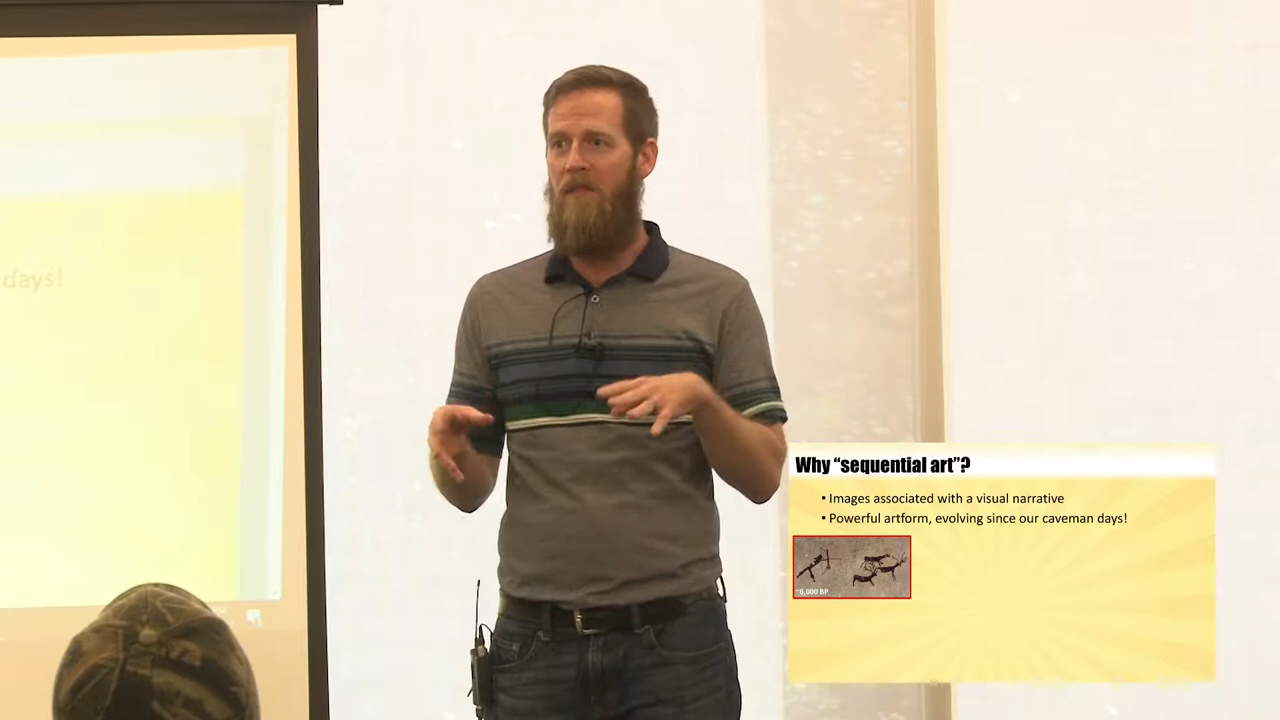 days!
Why “sequential art”?
• Images associated with a visual narrative
• Powerful artform, evolving since our caveman days!
~6,000 BP